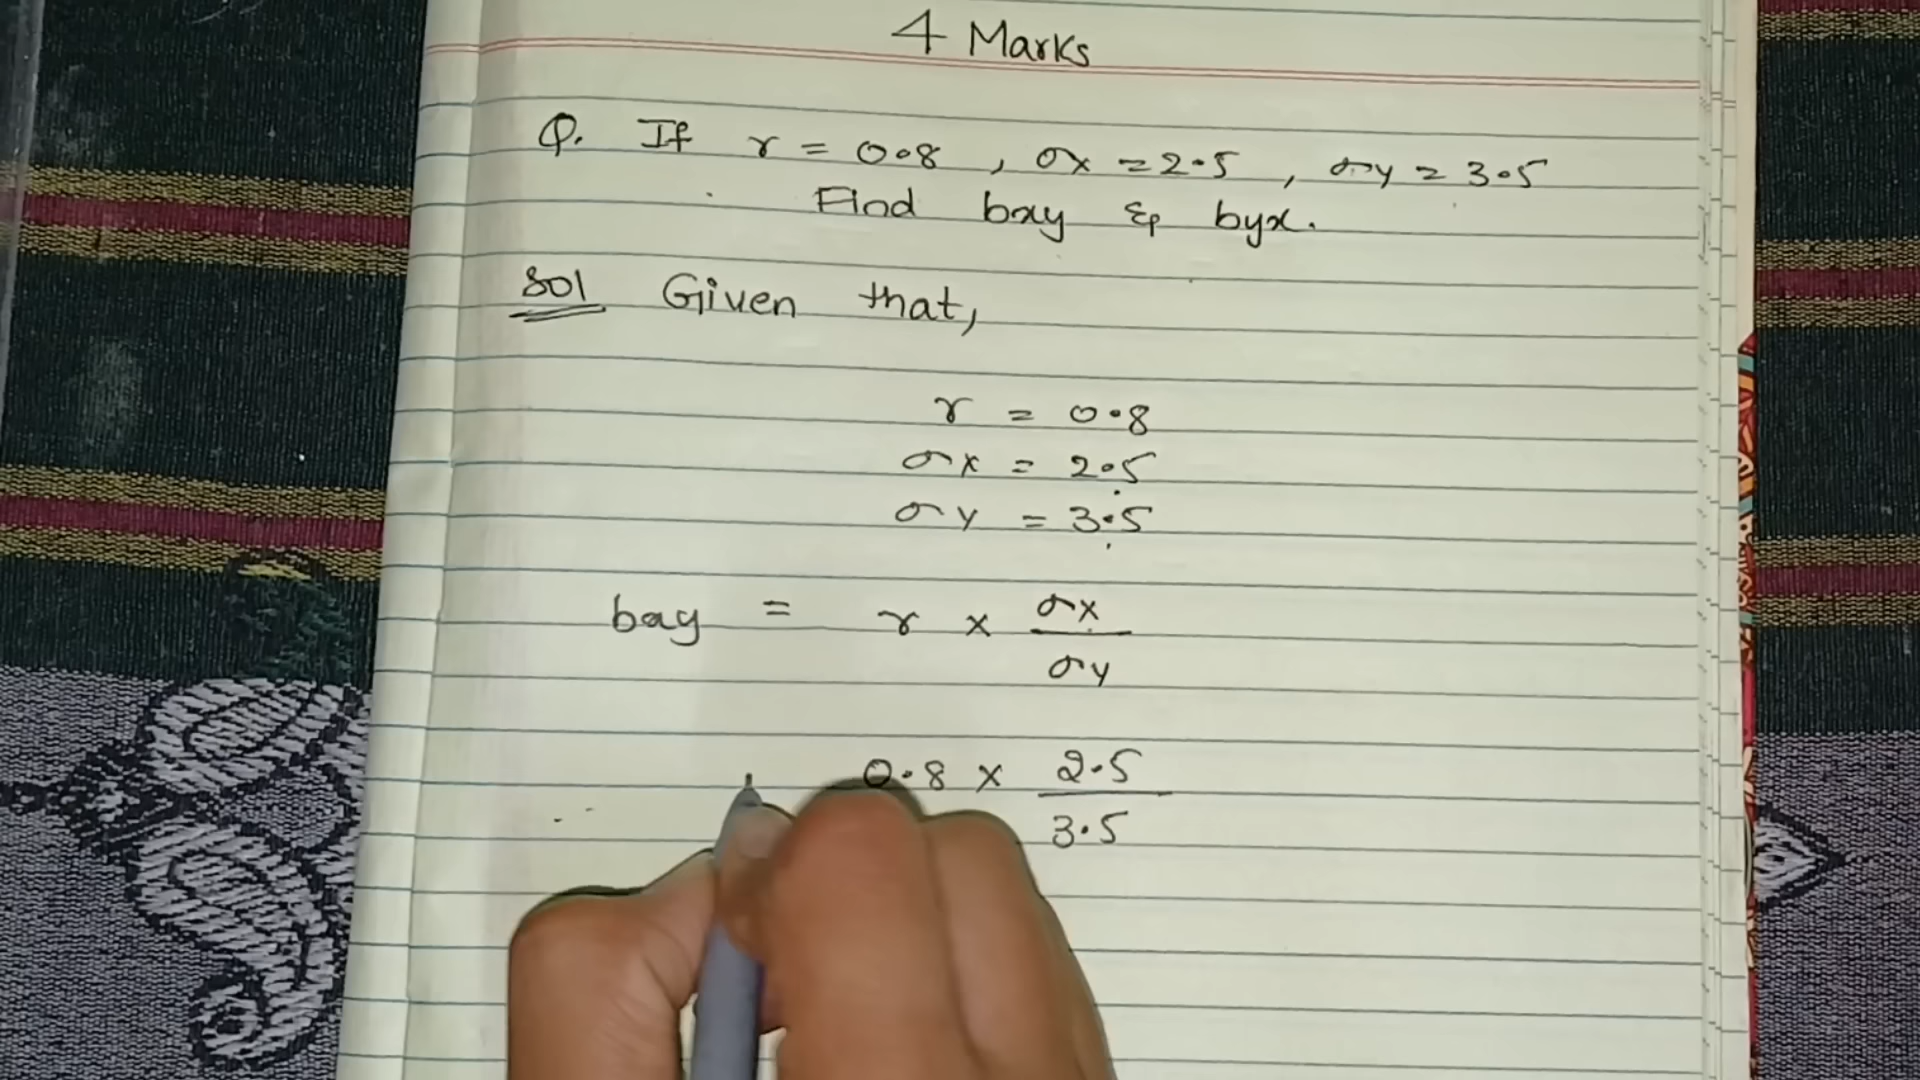 4 Marks
Q. If r = 0.8 , σx = 2.5 , σy = 3.5
Find bxy & byx.
Sol Given that,
r = 0.8
σx = 2.5
σy = 3.5
bxy = r × σx / σy
0.8 × 2.5 / 3.5